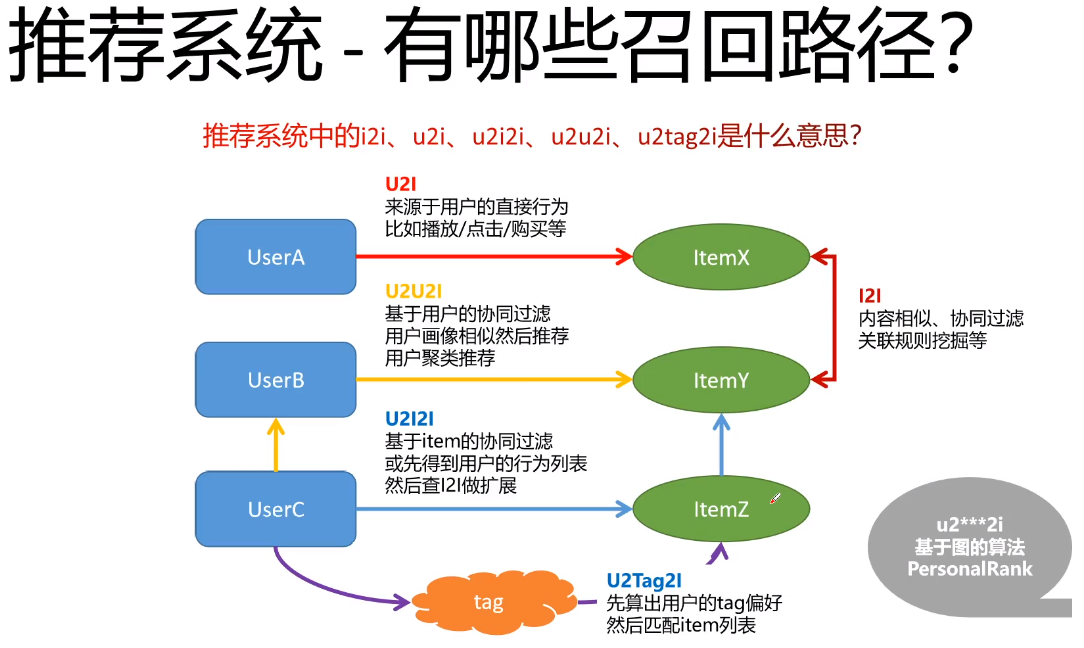 推荐系统 - 有哪些召回路径？
推荐系统中的i2i、u2i、u2i2i、u2u2i、u2tag2i是什么意思？
U2I
来源于用户的直接行为
比如播放/点击/购买等
UserA
ItemX
U2U2I
基于用户的协同过滤
用户画像相似然后推荐
用户聚类推荐
I2I
内容相似、协同过滤
关联规则挖掘等
UserB
ItemY
U2I2I
基于item的协同过滤
或先得到用户的行为列表
然后查I2I做扩展
UserC
ItemZ
u2***2i
基于图的算法
PersonalRank
tag
U2Tag2I
先算出用户的tag偏好
然后匹配item列表